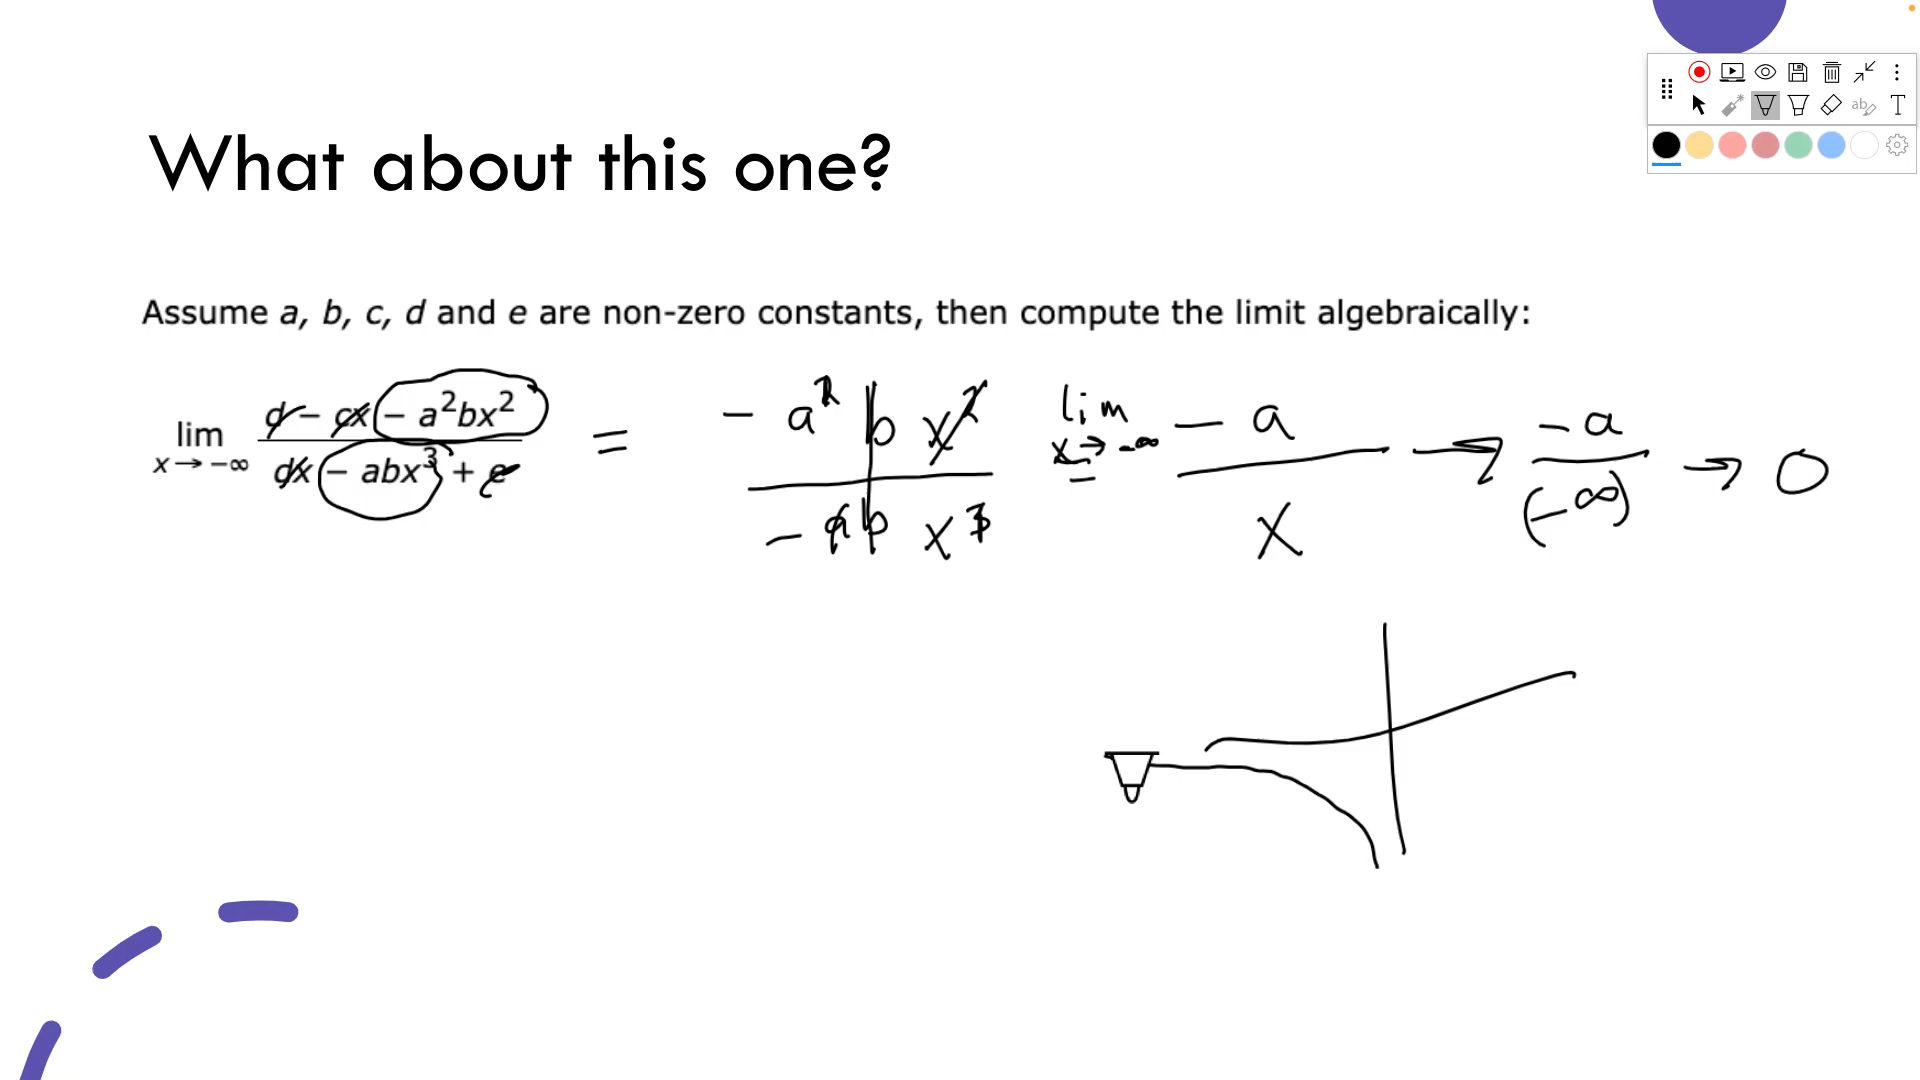 What about this one?
Assume a, b, c, d and e are non-zero constants, then compute the limit algebraically:
lim x→−∞ (d − cx − a²bx²) / (dx − abx³ + e) = (− a² b x²) / (− a b x³) lim x→−∞ = − a / x → −a / (−∞) → 0
ab
T